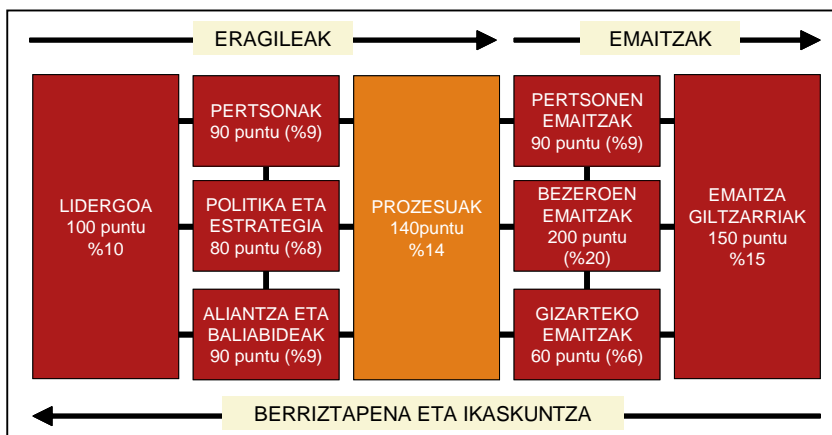 ERAGILEAK
EMAITZAK
LIDERGOA
100 puntu
%10
PERTSONAK
90 puntu (%9)
POLITIKA ETA
ESTRATEGIA
80 puntu (%8)
ALIANTZA ETA
BALIABIDEAK
90 puntu (%9)
PROZESUAK
140puntu
%14
PERTSONEN
EMAITZAK
90 puntu (%9)
BEZEROEN
EMAITZAK
200 puntu
(%20)
GIZARTEKO
EMAITZAK
60 puntu (%6)
EMAITZA
GILTZARRIAK
150 puntu
%15
BERRIZTAPENA ETA IKASKUNTZA